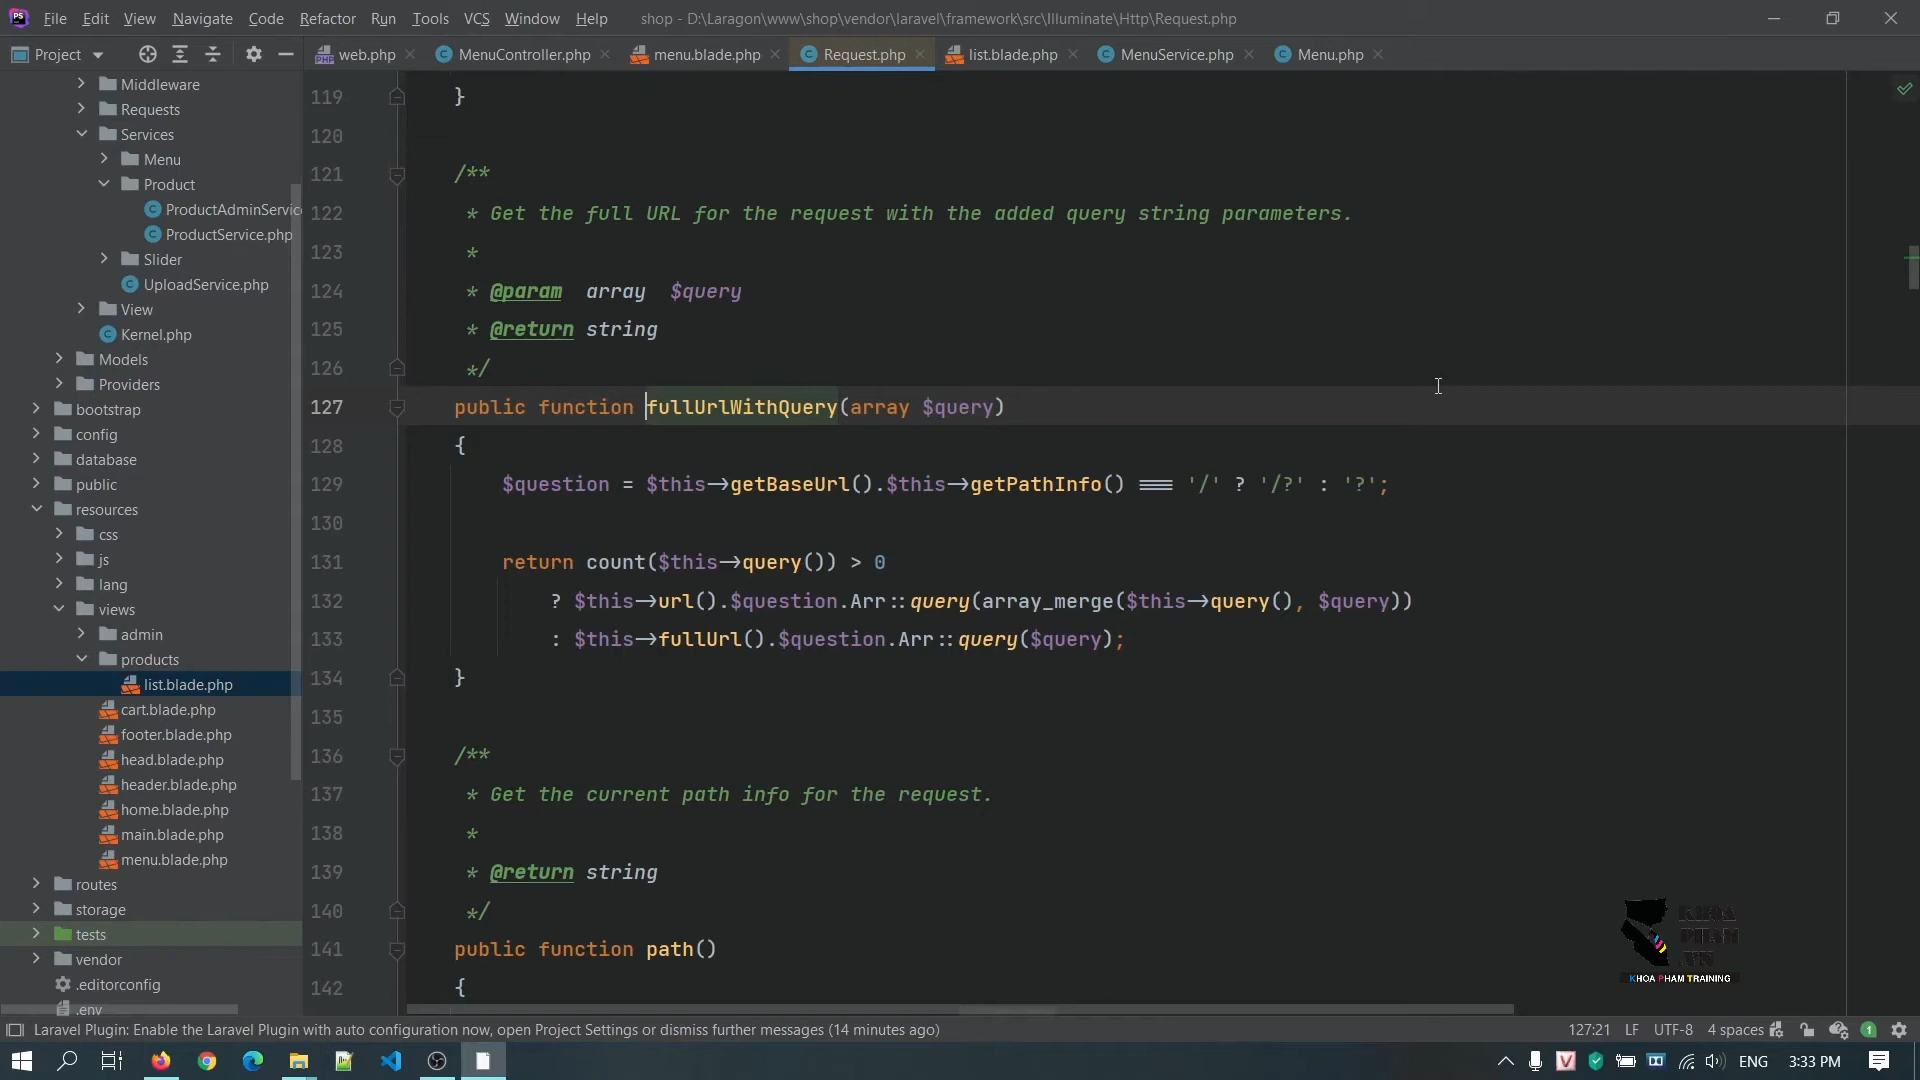 File Edit View Navigate Code Refactor Run Tools VCS Window Help shop - D:\Laragon\www\shop\vendor\laravel\framework\src\Illuminate\Http\Request.php
Project
web.php
MenuController.php
menu.blade.php
Request.php
list.blade.php
MenuService.php
Menu.php
Middleware
Requests
Services
Menu
Product
ProductAdminServic
ProductService.php
Slider
UploadService.php
View
Kernel.php
Models
Providers
bootstrap
config
database
public
resources
css
js
lang
views
admin
products
list.blade.php
cart.blade.php
footer.blade.php
head.blade.php
header.blade.php
home.blade.php
main.blade.php
menu.blade.php
routes
storage
tests
vendor
.editorconfig
.env
119 }
120
121 /**
122 * Get the full URL for the request with the added query string parameters.
123 *
124 * @param array $query
125 * @return string
126 */
127 public function fullUrlWithQuery(array $query)
128 {
129 $question = $this->getBaseUrl().$this->getPathInfo() === '/' ? '/?' : '?';
130
131 return count($this->query()) > 0
132 ? $this->url().$question.Arr::query(array_merge($this->query(), $query))
133 : $this->fullUrl().$question.Arr::query($query);
134 }
135
136 /**
137 * Get the current path info for the request.
138 *
139 * @return string
140 */
141 public function path()
142 {
KHOA
PHAM
.VN
KHOA PHAM TRAINING
Laravel Plugin: Enable the Laravel Plugin with auto configuration now, open Project Settings or dismiss further messages (14 minutes ago)
127:21 LF UTF-8 4 spaces 1
ENG 3:33 PM